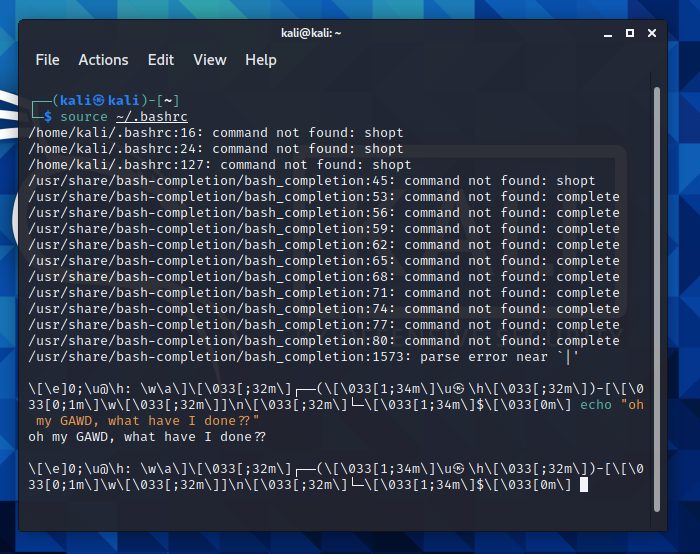 kali@kali: ~
File Actions Edit View Help
┌──(kali㉿kali)-[~]
└─$ source ~/.bashrc
/home/kali/.bashrc:16: command not found: shopt
/home/kali/.bashrc:24: command not found: shopt
/home/kali/.bashrc:127: command not found: shopt
/usr/share/bash-completion/bash_completion:45: command not found: shopt
/usr/share/bash-completion/bash_completion:53: command not found: complete
/usr/share/bash-completion/bash_completion:56: command not found: complete
/usr/share/bash-completion/bash_completion:59: command not found: complete
/usr/share/bash-completion/bash_completion:62: command not found: complete
/usr/share/bash-completion/bash_completion:65: command not found: complete
/usr/share/bash-completion/bash_completion:68: command not found: complete
/usr/share/bash-completion/bash_completion:71: command not found: complete
/usr/share/bash-completion/bash_completion:74: command not found: complete
/usr/share/bash-completion/bash_completion:77: command not found: complete
/usr/share/bash-completion/bash_completion:80: command not found: complete
/usr/share/bash-completion/bash_completion:1573: parse error near `|'
\[\e]0;\u@\h: \w\a\]\[\033[;32m\]┌──(\[\033[1;34m\]\u㉿\h\[\033[;32m\])-[\[\0
33[0;1m\]\w\[\033[;32m\]]\n\[\033[;32m\]└─\[\033[1;34m\]$\[\033[0m\] echo "oh
my GAWD, what have I done??"
oh my GAWD, what have I done??
\[\e]0;\u@\h: \w\a\]\[\033[;32m\]┌──(\[\033[1;34m\]\u㉿\h\[\033[;32m\])-[\[\0
33[0;1m\]\w\[\033[;32m\]]\n\[\033[;32m\]└─\[\033[1;34m\]$\[\033[0m\]